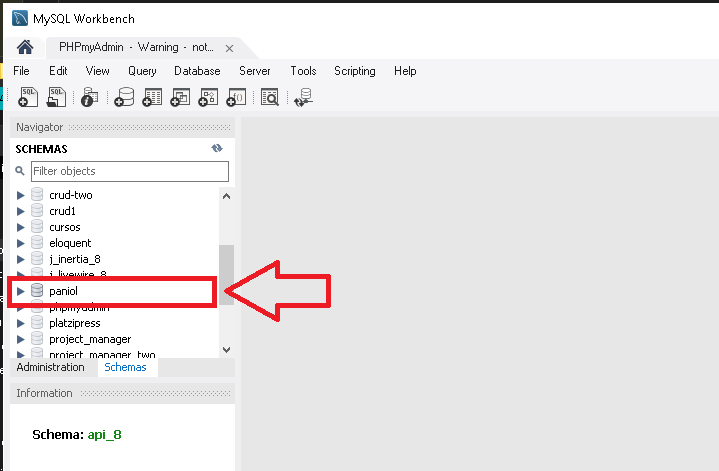 MySQL Workbench
PHPmyAdmin - Warning - not...
File Edit View Query Database Server Tools Scripting Help
Navigator
SCHEMAS
Filter objects
crud-two
crud1
cursos
eloquent
j_inertia_8
j_livewire_8
paniol
phpmyadmin
platzipress
project_manager
project_manager_two
Administration Schemas
Information
Schema: api_8